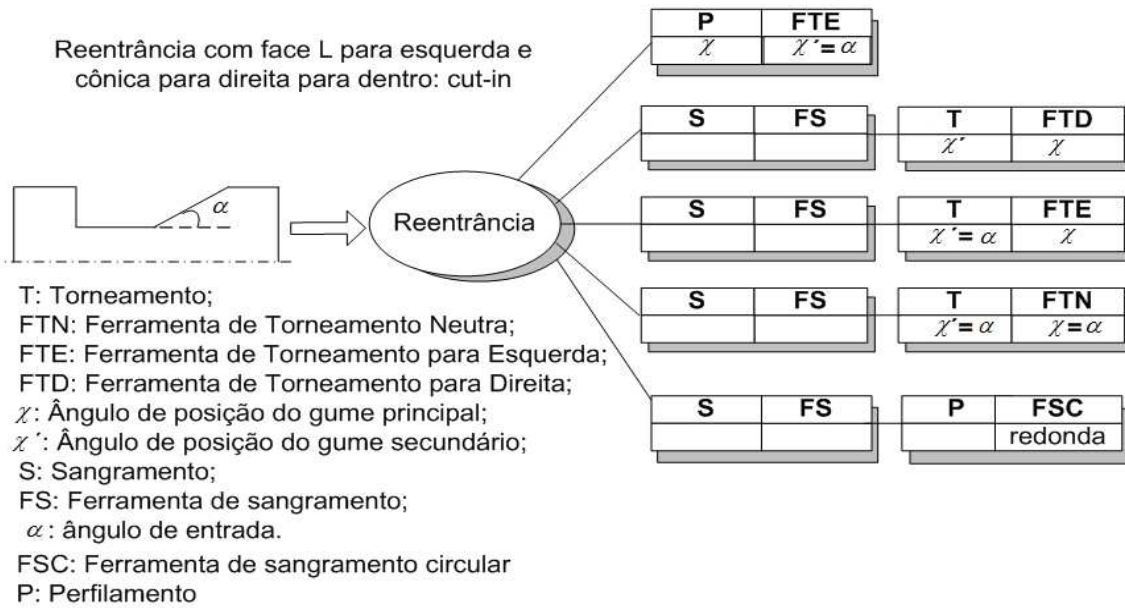 Reentrância com face L para esquerda e
cônica para direita para dentro: cut-in
α
Reentrância
P FTE
χ χ´= α
S FS T FTD
χ´ χ
S FS T FTE
χ´= α χ
S FS T FTN
χ´= α χ= α
S FS P FSC
redonda
T: Torneamento;
FTN: Ferramenta de Torneamento Neutra;
FTE: Ferramenta de Torneamento para Esquerda;
FTD: Ferramenta de Torneamento para Direita;
χ: Ângulo de posição do gume principal;
χ´: Ângulo de posição do gume secundário;
S: Sangramento;
FS: Ferramenta de sangramento;
α: ângulo de entrada.
FSC: Ferramenta de sangramento circular
P: Perfilamento